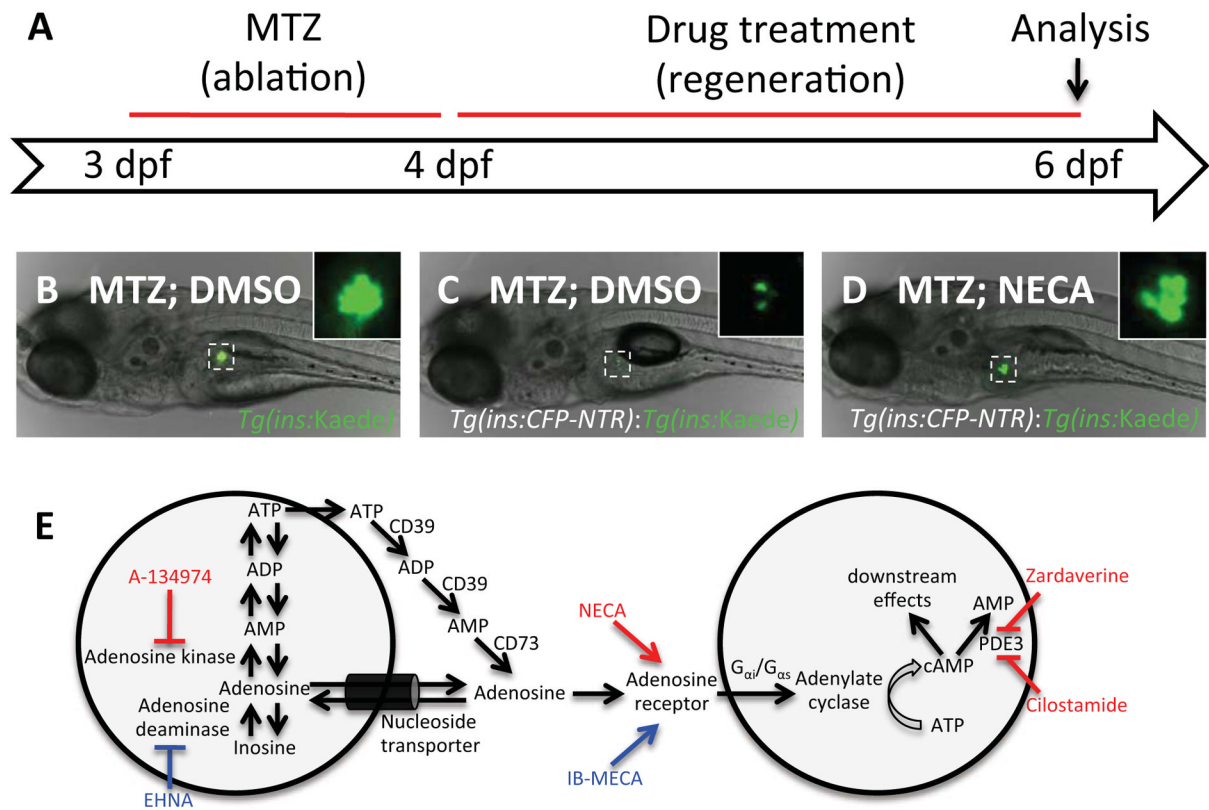 A
MTZ
(ablation)
Drug treatment
(regeneration)
Analysis
3 dpf
4 dpf
6 dpf
B MTZ; DMSO
Tg(ins:Kaede)
C MTZ; DMSO
Tg(ins:CFP-NTR):Tg(ins:Kaede)
D MTZ; NECA
Tg(ins:CFP-NTR):Tg(ins:Kaede)
E
ATP
ATP
CD39
ADP
ADP
CD39
AMP
AMP
CD73
A-134974
Adenosine kinase
Adenosine
Adenosine
deaminase
Inosine
EHNA
Nucleoside
transporter
Adenosine
NECA
Adenosine
receptor
IB-MECA
Gαi/Gαs
Adenylate
cyclase
downstream
effects
cAMP
ATP
AMP
PDE3
Zardaverine
Cilostamide